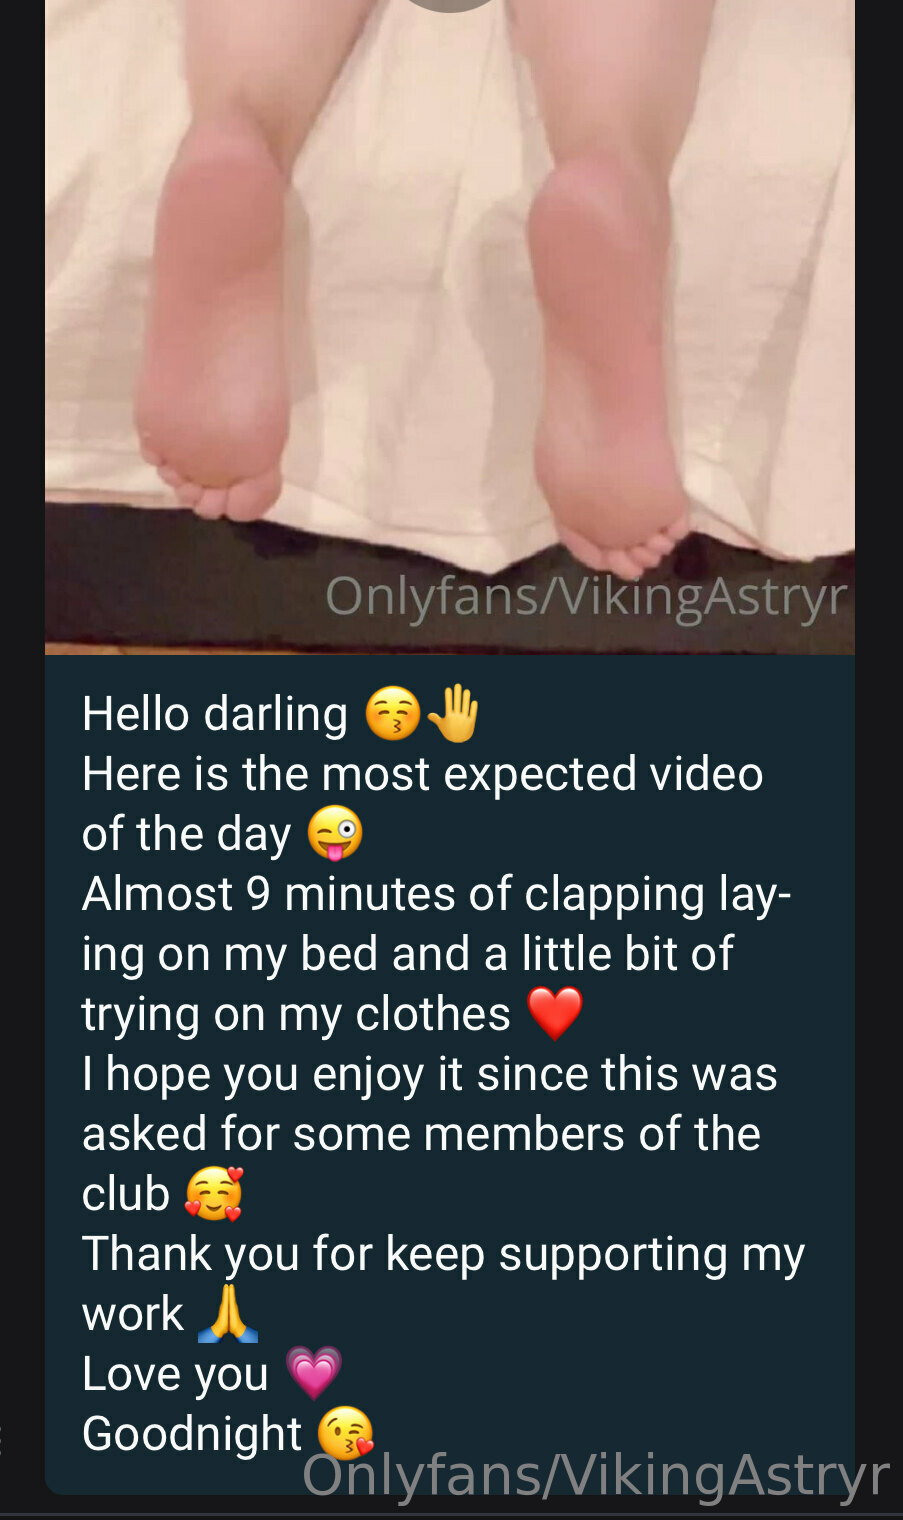 Onlyfans/VikingAstryr
Hello darling 😚🤚
Here is the most expected video
of the day 😜
Almost 9 minutes of clapping lay-
ing on my bed and a little bit of
trying on my clothes ❤️
I hope you enjoy it since this was
asked for some members of the
club 🥰
Thank you for keep supporting my
work 🙏
Love you 💗
Goodnight 😘
Onlyfans/VikingAstryr